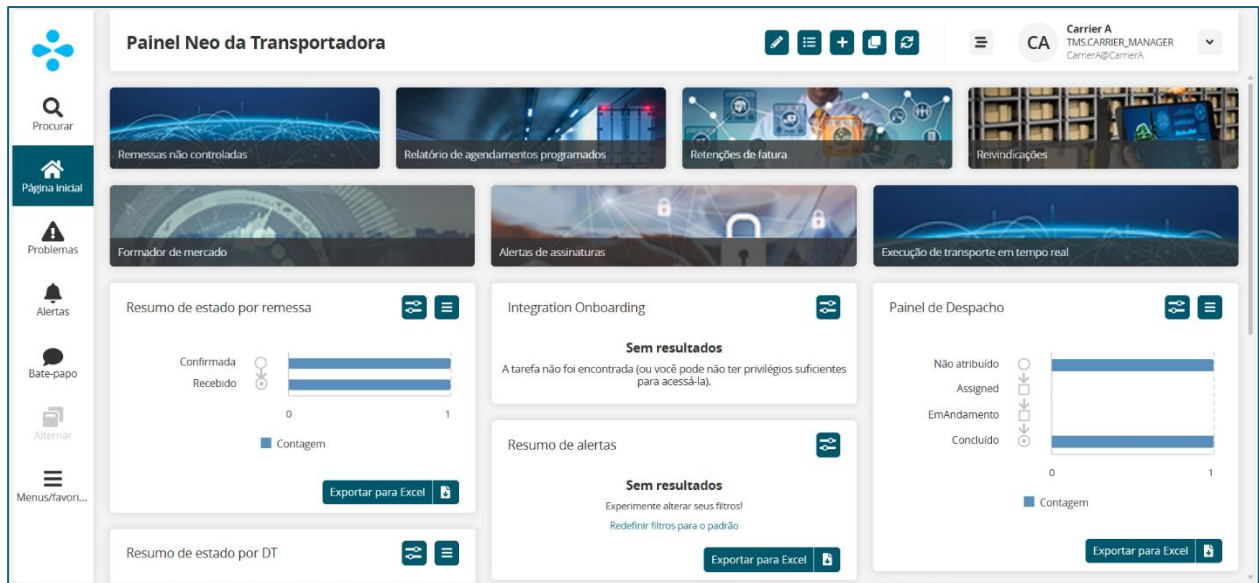 Painel Neo da Transportadora
CA
Carrier A
TMS.CARRIER_MANAGER
CarrierA@CarrierA
Procurar
Página inicial
Problemas
Alertas
Bate-papo
Alternar
Menus/favori...
Remessas não controladas
Relatório de agendamentos programados
Retenções de fatura
Reivindicações
Formador de mercado
Alertas de assinaturas
Execução de transporte em tempo real
Resumo de estado por remessa
Confirmada
Recebido
0 1
Contagem
Exportar para Excel
Resumo de estado por DT
Integration Onboarding
Sem resultados
A tarefa não foi encontrada (ou você pode não ter privilégios suficientes
para acessá-la).
Resumo de alertas
Sem resultados
Experimente alterar seus filtros!
Redefinir filtros para o padrão
Exportar para Excel
Painel de Despacho
Não atribuído
Assigned
EmAndamento
Concluído
0 1
Contagem
Exportar para Excel